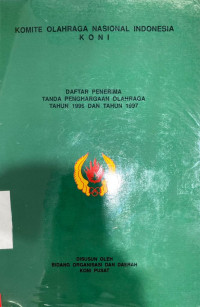 KOMITE OLAHRAGA NASIONAL INDONESIA
K O N I
DAFTAR PENERIMA
TANDA PENGHARGAAN OLAHRAGA
TAHUN 1996 DAN TAHUN 1997
DISUSUN OLEH
BIDANG ORGANISASI DAN DAERAH
KONI PUSAT